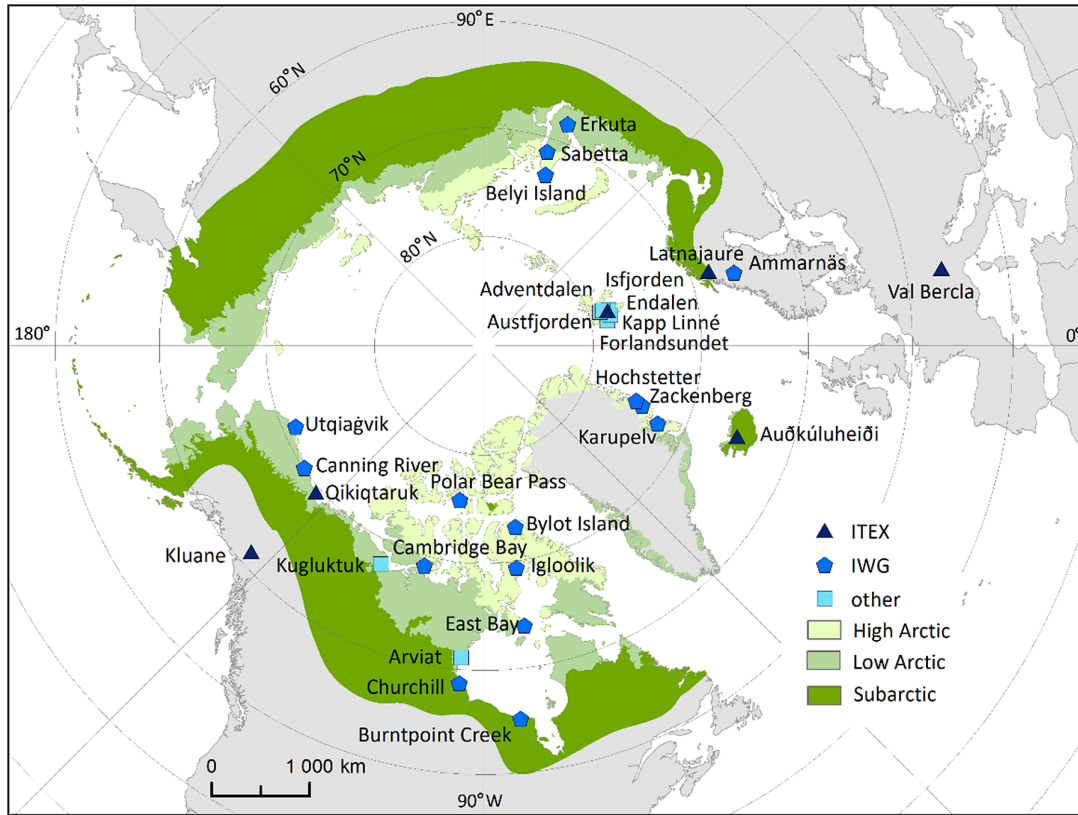 90°E
60°N
Erkuta
Sabetta
70°N
Belyi Island
80°N
Latnajaure
Ammarnäs
Isfjorden
Adventdalen
Endalen
Val Bercla
Austfjorden
Kapp Linné
180°
Forlandsundet
0°
Hochstetter
Zackenberg
Karupelv
Auðkúluheiði
Utqiaġvik
Canning River
Polar Bear Pass
Qikiqtaruk
Bylot Island
ITEX
Cambridge Bay
Kluane
Kugluktuk
Igloolik
IWG
other
East Bay
High Arctic
Arviat
Low Arctic
Churchill
Subarctic
Burntpoint Creek
0
1 000 km
90°W